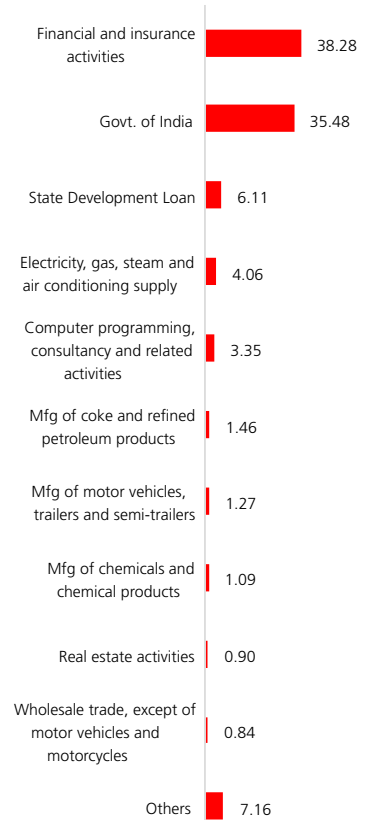 Financial and insurance
activities
38.28
Govt. of India
35.48
State Development Loan
6.11
Electricity, gas, steam and
air conditioning supply
4.06
Computer programming,
consultancy and related
activities
3.35
Mfg of coke and refined
petroleum products
1.46
Mfg of motor vehicles,
trailers and semi-trailers
1.27
Mfg of chemicals and
chemical products
1.09
Real estate activities
0.90
Wholesale trade, except of
motor vehicles and
motorcycles
0.84
Others
7.16